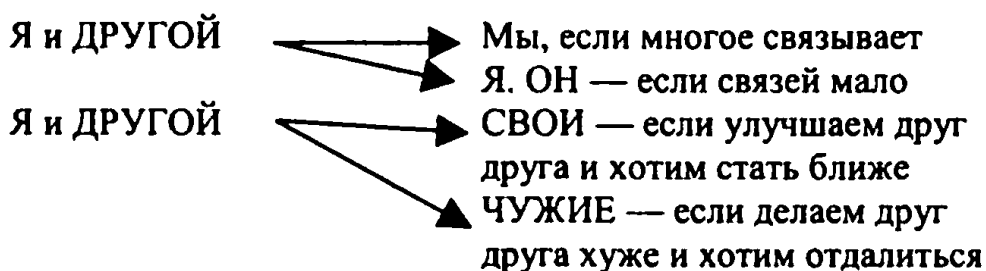 Я и ДРУГОЙ Мы, если многое связывает
Я. ОН — если связей мало
Я и ДРУГОЙ СВОИ — если улучшаем друг
друга и хотим стать ближе
ЧУЖИЕ — если делаем друг
друга хуже и хотим отдалиться